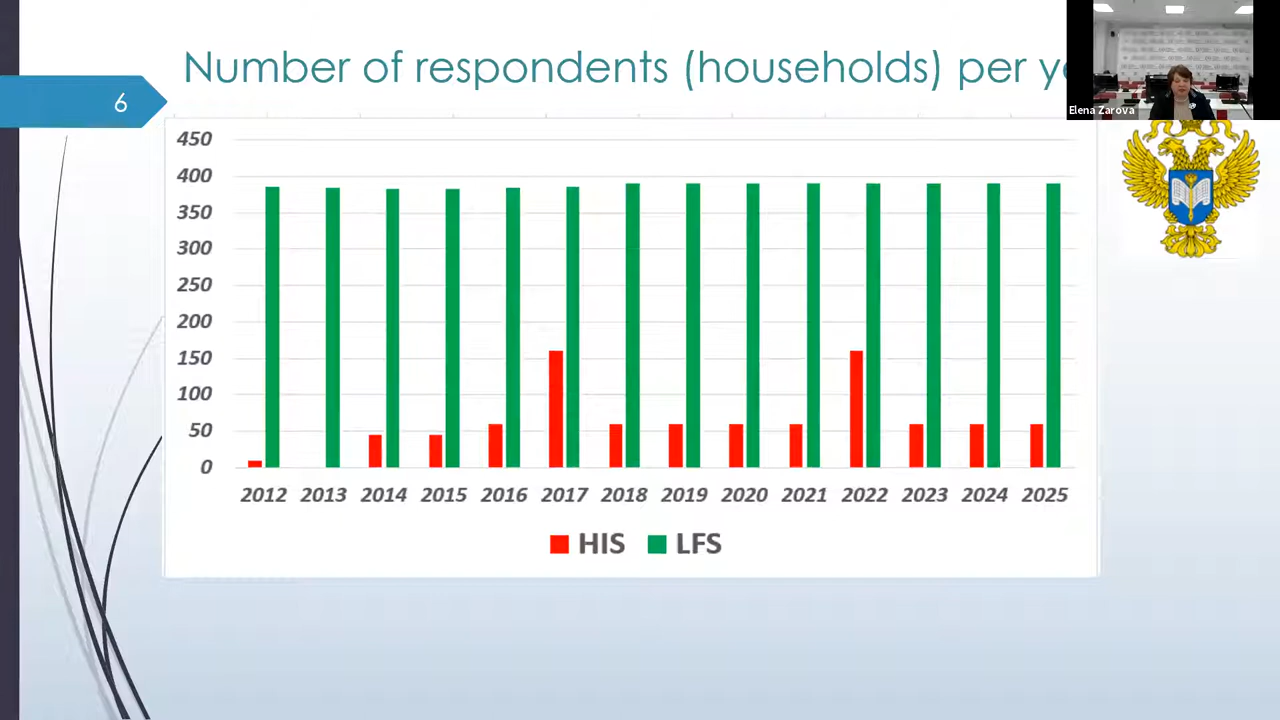 Number of respondents (households) per
6
Elena Zarova
450
400
350
300
250
200
150
100
50
0
2012 2013 2014 2015 2016 2017 2018 2019 2020 2021 2022 2023 2024 2025
HIS LFS